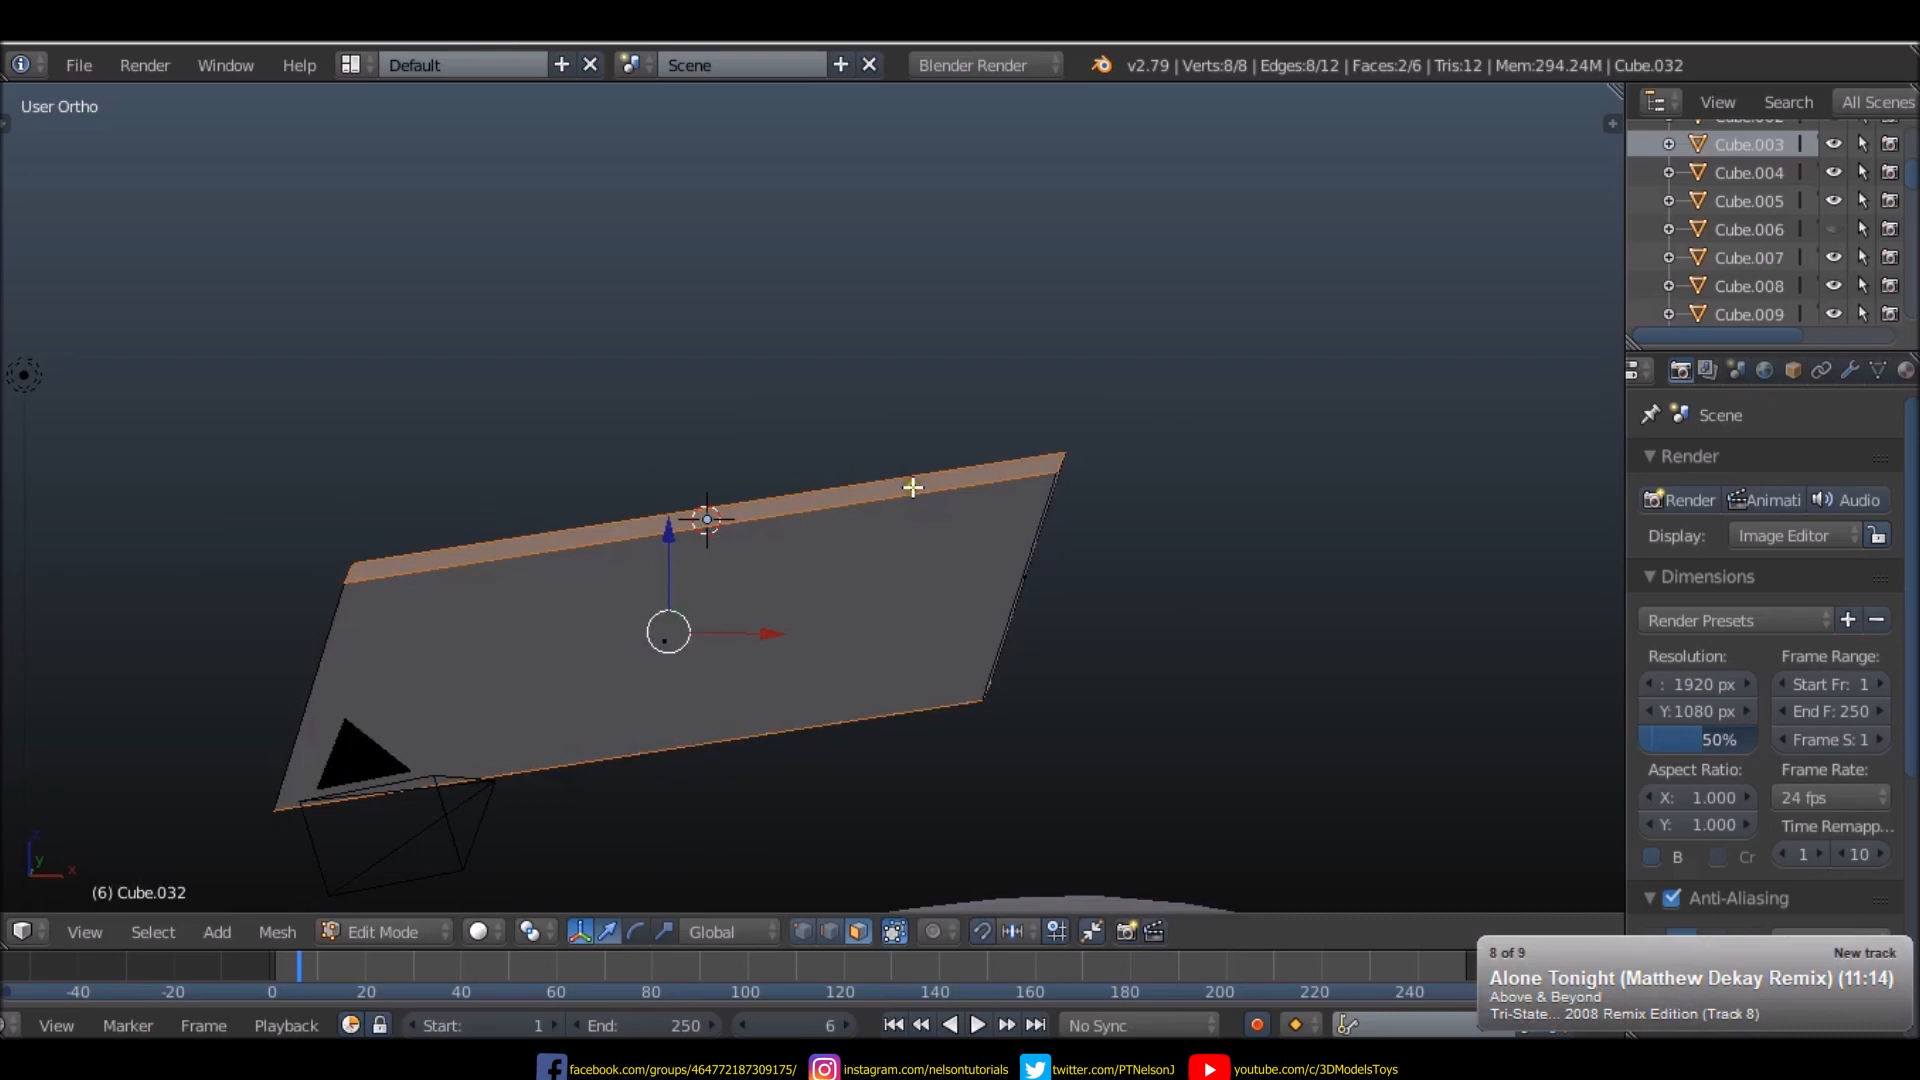 File Render Window Help Default Scene Blender Render v2.79 | Verts:8/8 | Edges:8/12 | Faces:2/6 | Tris:12 | Mem:294.24M | Cube.032
User Ortho
View Search All Scenes
Cube.002
Cube.003
Cube.004
Cube.005
Cube.006
Cube.007
Cube.008
Cube.009
Scene
Render
Render Animati Audio
Display: Image Editor
Dimensions
Render Presets
Resolution: Frame Range:
: 1920 px Start Fr: 1
Y: 1080 px End F: 250
50% Frame S: 1
Aspect Ratio: Frame Rate:
X: 1.000 24 fps
Y: 1.000 Time Remapp...
B Cr 1 10
Anti-Aliasing
z
y x
(6) Cube.032
View Select Add Mesh Edit Mode Global
8 of 9 New track
Alone Tonight (Matthew Dekay Remix) (11:14)
Above & Beyond
Tri-State... 2008 Remix Edition (Track 8)
-40 -20 0 20 40 60 80 100 120 140 160 180 200 220 240
View Marker Frame Playback Start: 1 End: 250 6 No Sync
facebook.com/groups/464772187309175/ instagram.com/nelsontutorials twitter.com/PTNelsonJ youtube.com/c/3DModelsToys